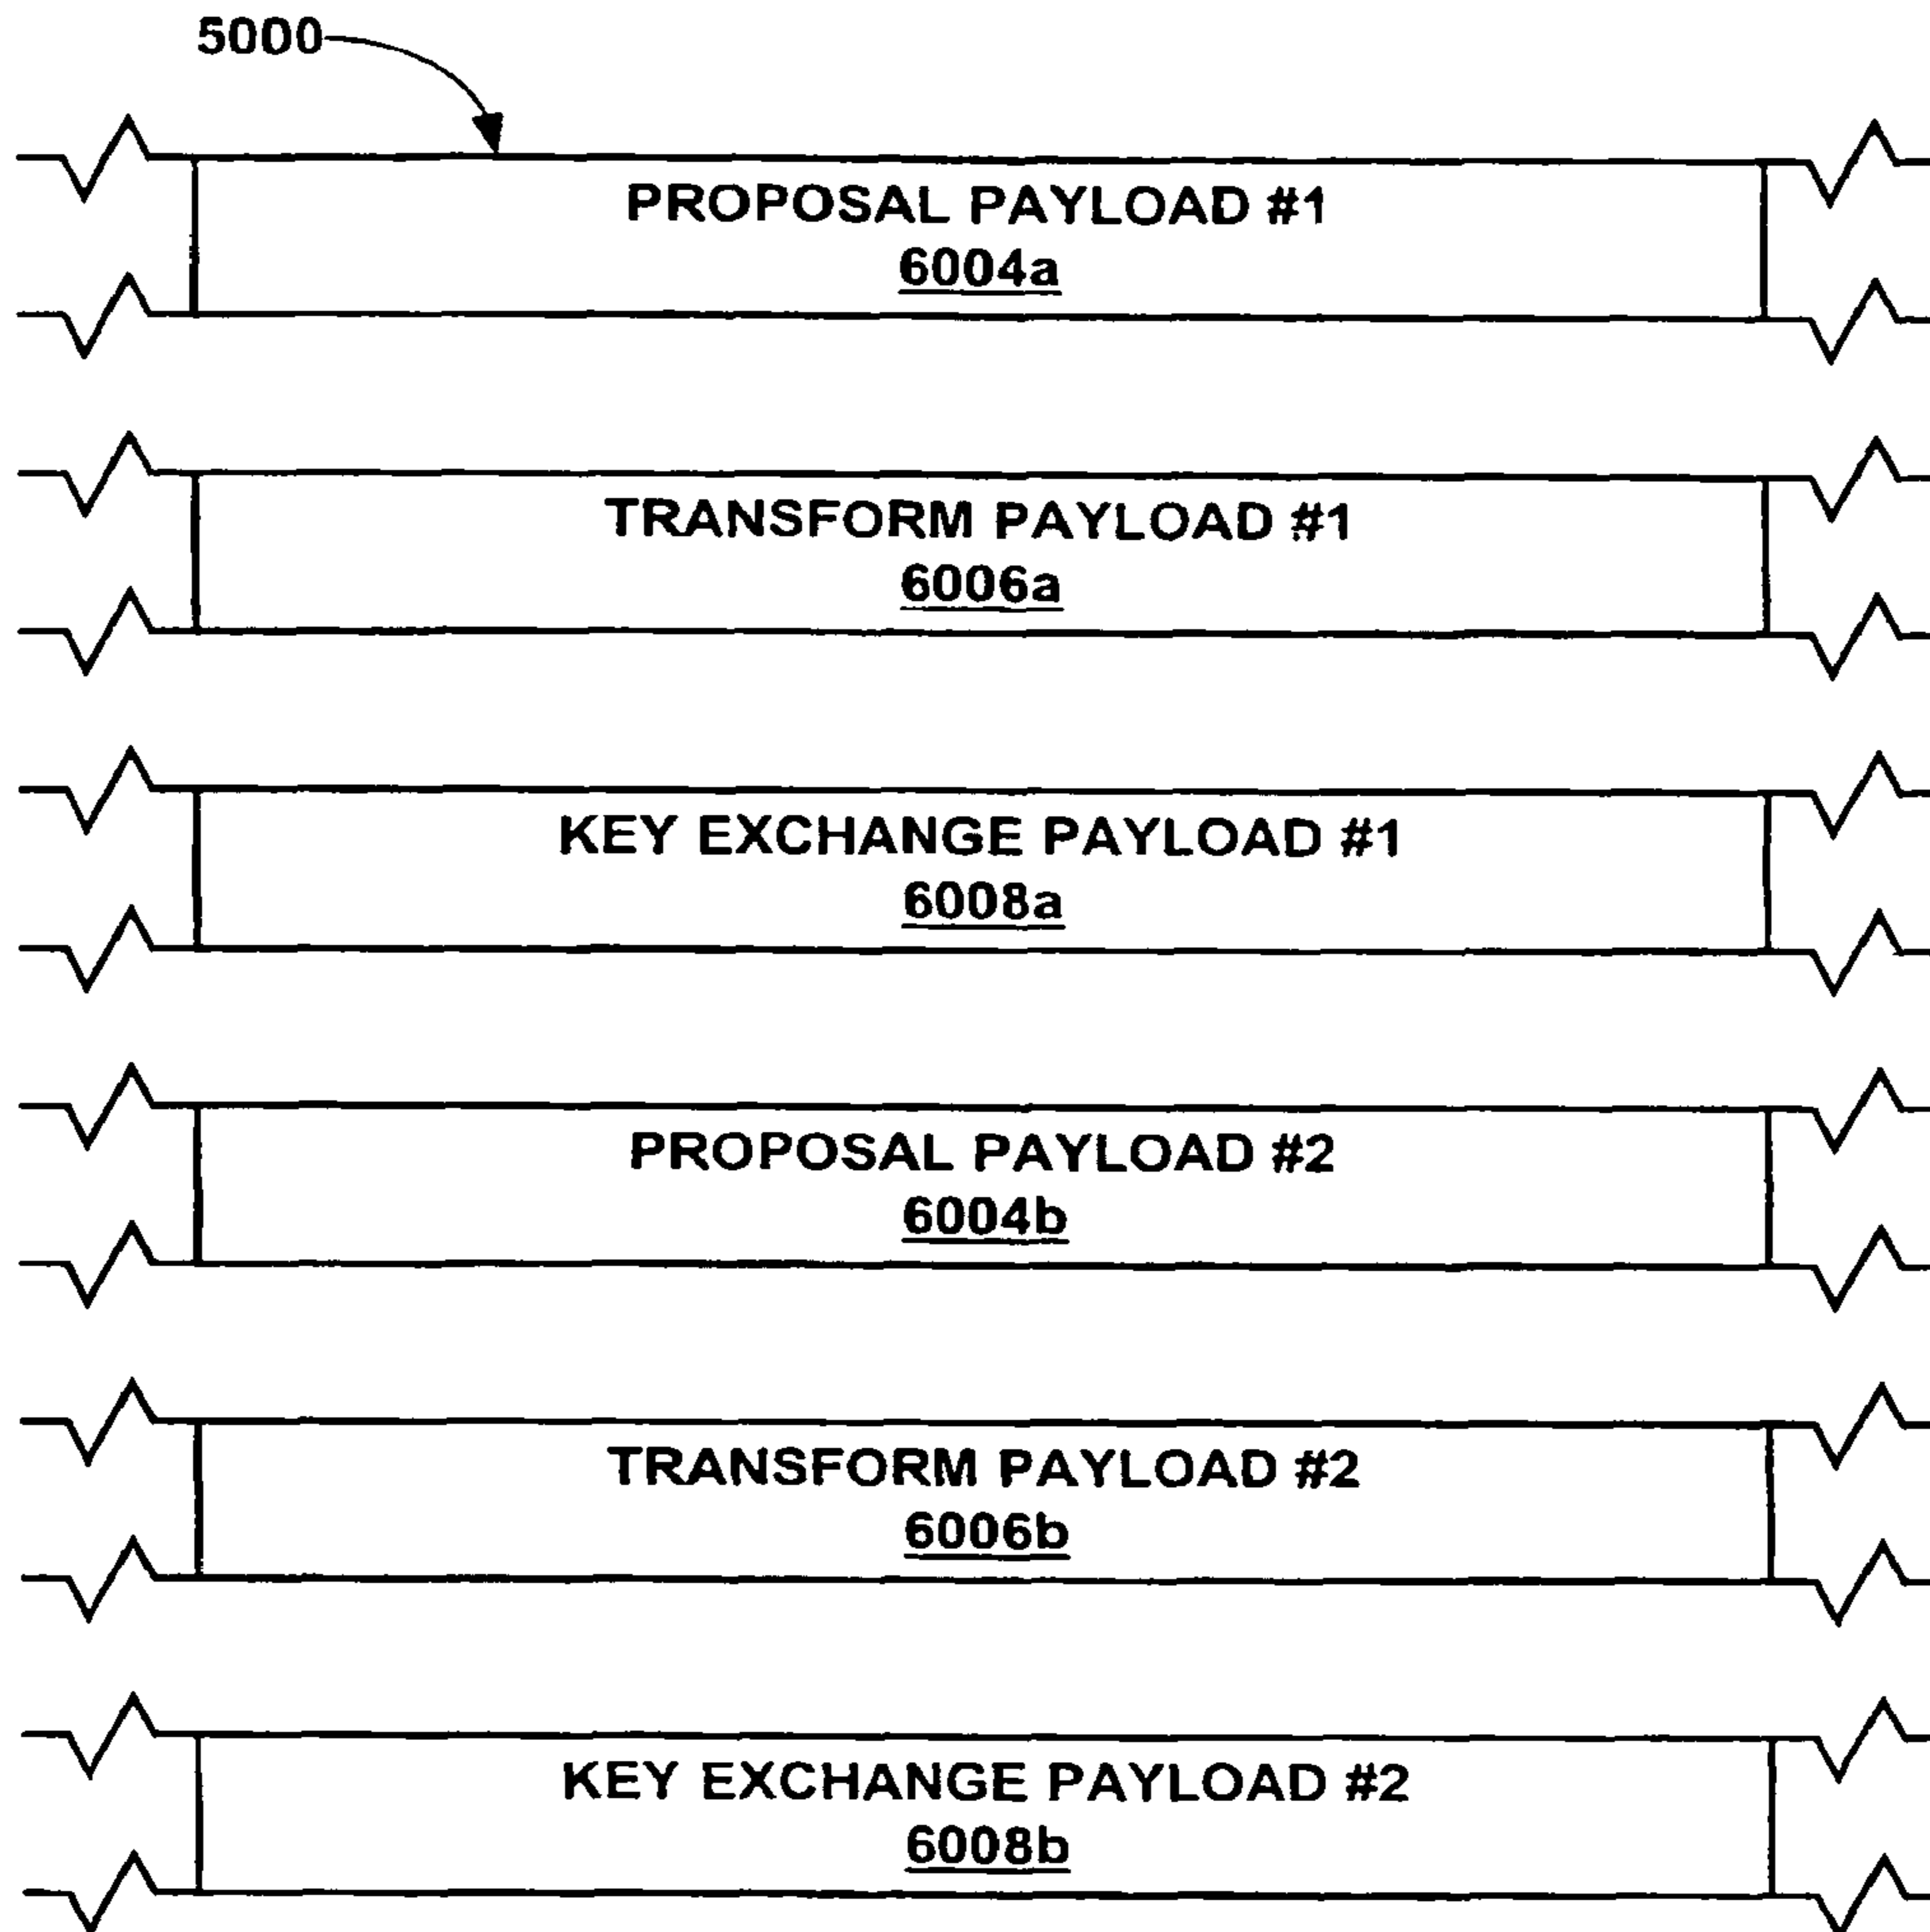 5000
PROPOSAL PAYLOAD #1
6004a
TRANSFORM PAYLOAD #1
6006a
KEY EXCHANGE PAYLOAD #1
6008a
PROPOSAL PAYLOAD #2
6004b
TRANSFORM PAYLOAD #2
6006b
KEY EXCHANGE PAYLOAD #2
6008b